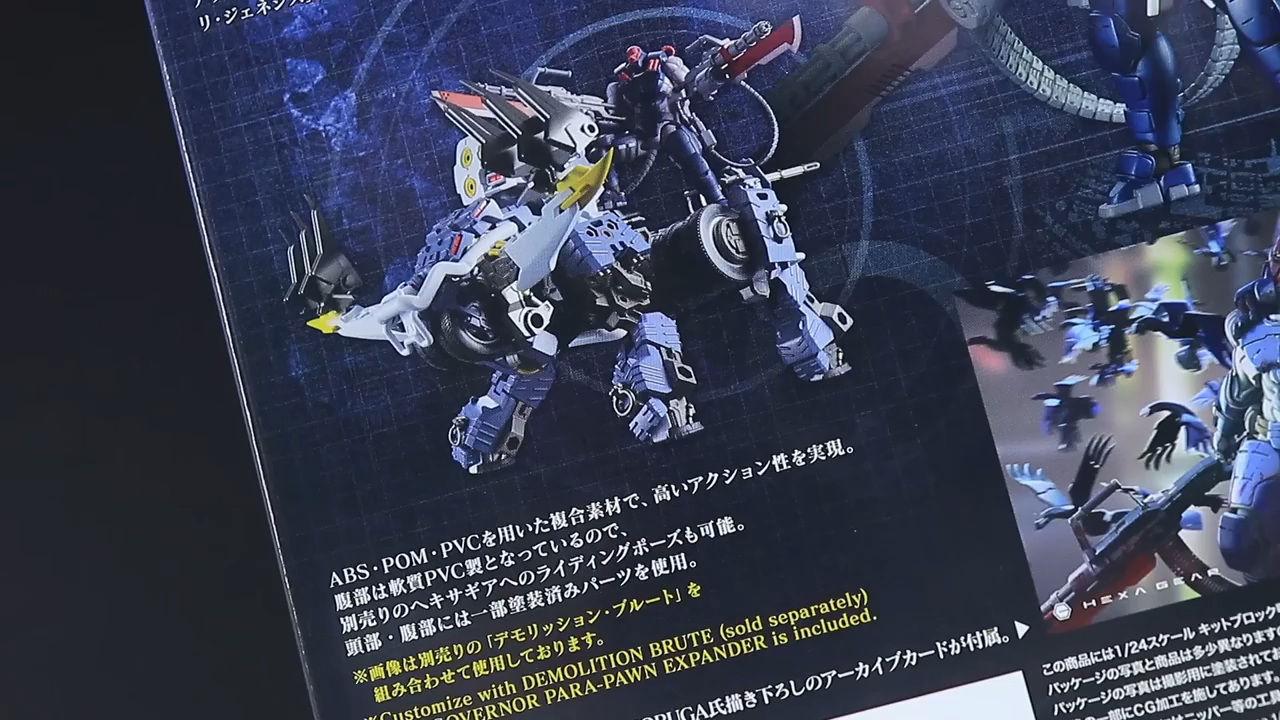 リ・ジェネシス
ABS・POM・PVCを用いた複合素材で、高いアクション性を実現。
腹部は軟質PVC製となっているので、
別売りのヘキサギアへのライディングポーズも可能。
頭部・腹部には一部塗装済みパーツを使用。
※画像は別売りの「デモリッション・ブルート」を
組み合わせて使用しております。
※Customize with DEMOLITION BRUTE (sold separately)
GOVERNOR PARA-PAWN EXPANDER is included.
氏描き下ろしのアーカイブカードが付属。▶
HEXA GEAR
この商品には1/24スケール キットブロック
パッケージの写真と商品は多少異なります
パッケージの写真は撮影用に塗装されてお
の一部にCG加工を施してあります。
ニッパー等の工